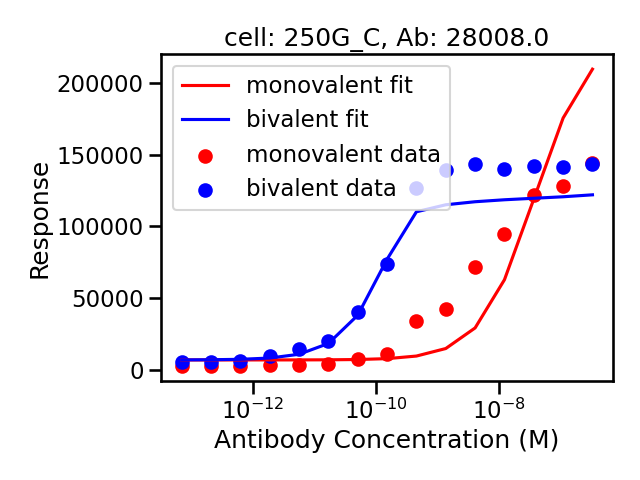 cell: 250G_C, Ab: 28008.0
monovalent fit
bivalent fit
monovalent data
bivalent data
200000
150000
100000
50000
0
Response
10⁻¹² 10⁻¹⁰ 10⁻⁸
Antibody Concentration (M)